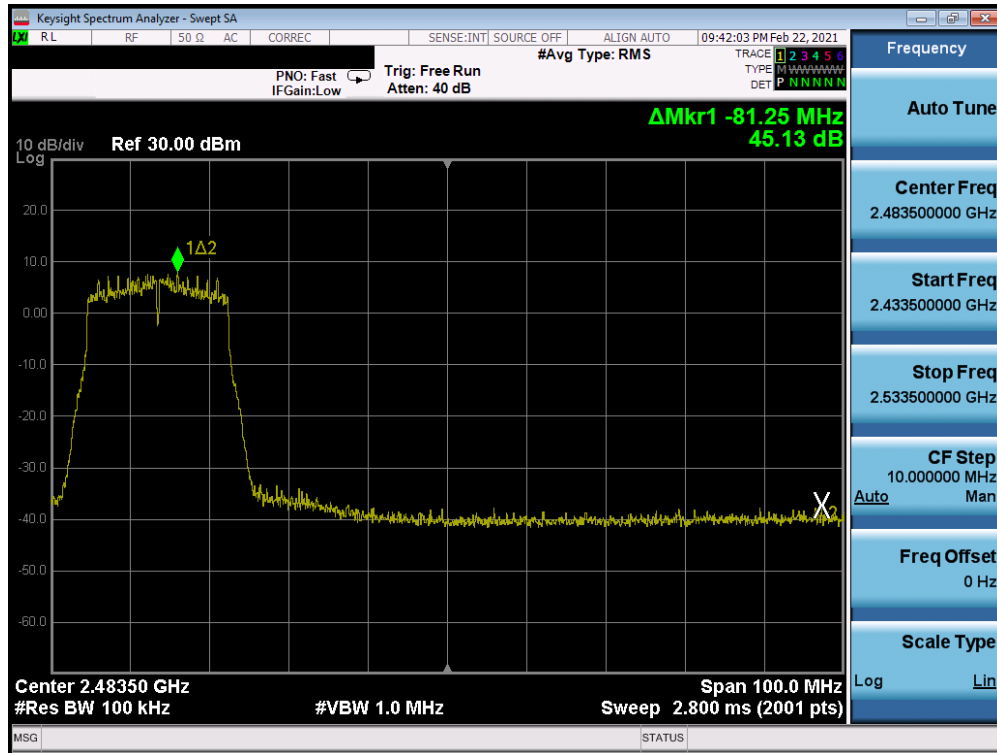 Keysight Spectrum Analyzer - Swept SA
LXI RL RF 50 Ω AC CORREC SENSE:INT SOURCE OFF ALIGN AUTO 09:42:03 PM Feb 22, 2021
#Avg Type: RMS
TRACE 1 2 3 4 5 6
TYPE M WWWWW
DET P N N N N N
PNO: Fast
IFGain:Low
Trig: Free Run
Atten: 40 dB
ΔMkr1 -81.25 MHz
45.13 dB
10 dB/div
Log
Ref 30.00 dBm
20.0
10.0
0.00
-10.0
-20.0
-30.0
-40.0
-50.0
-60.0
1Δ2
X
Center 2.48350 GHz
#Res BW 100 kHz
#VBW 1.0 MHz
Span 100.0 MHz
Sweep 2.800 ms (2001 pts)
MSG
STATUS
Frequency
Auto Tune
Center Freq
2.483500000 GHz
Start Freq
2.433500000 GHz
Stop Freq
2.533500000 GHz
CF Step
10.000000 MHz
Auto Man
Freq Offset
0 Hz
Scale Type
Log Lin